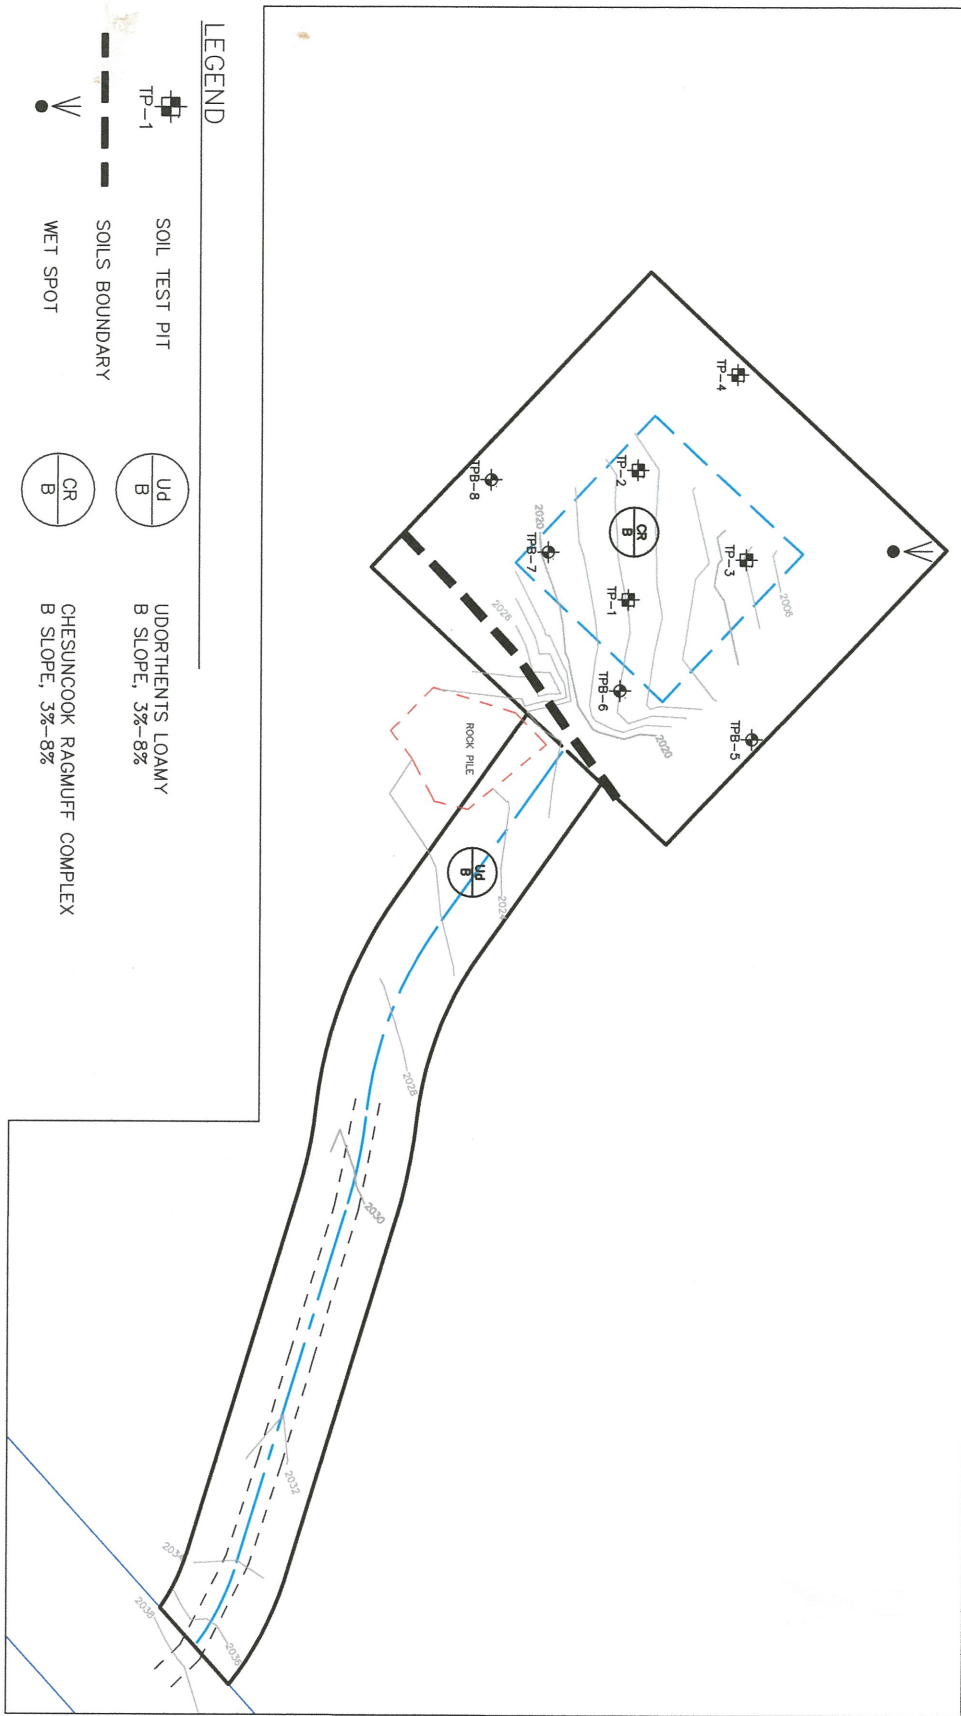 LEGEND
TP-1
SOIL TEST PIT
SOILS BOUNDARY
WET SPOT
Ud
B
UDORTHENTS LOAMY
B SLOPE, 3%-8%
CR
B
CHESUNCOOK RAGMUFF COMPLEX
B SLOPE, 3%-8%
TP-4
TP-2
TPB-8
CR
B
TP-3
TPB-7
TP-1
TPB-6
TPB-5
2006
2020
2026
2020
ROCK PILE
Ud
B
2024
2028
2030
2032
2034
2036
2038